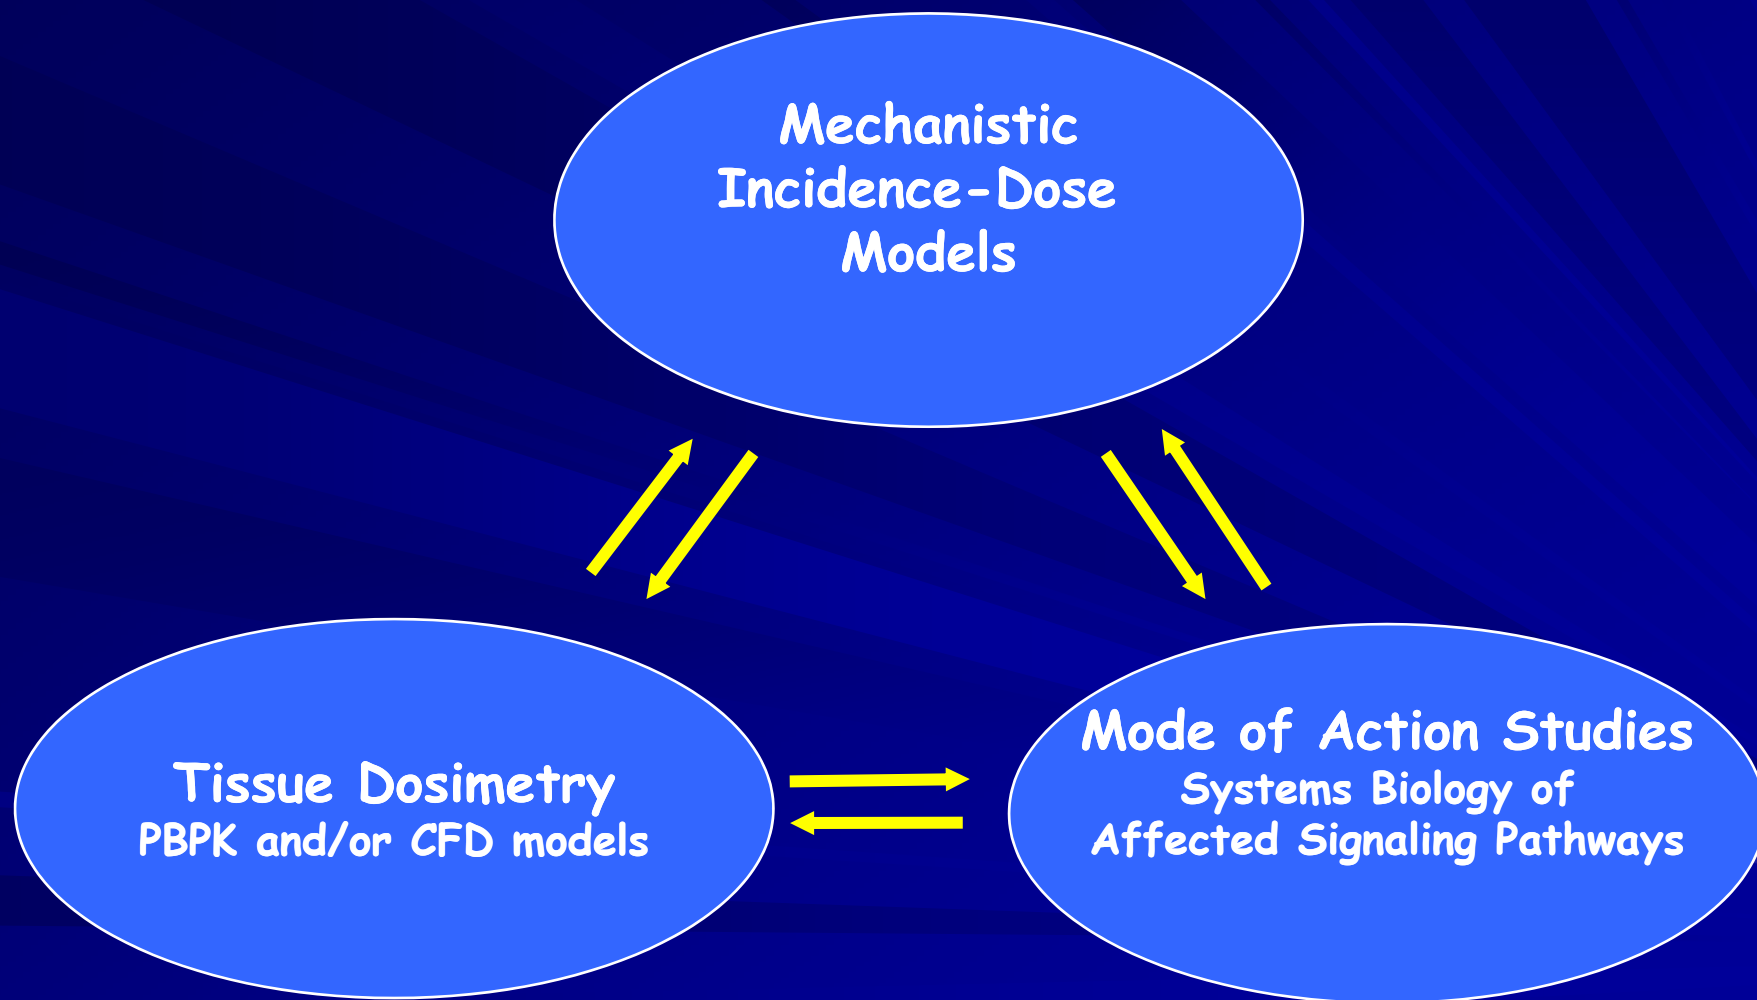 Mechanistic
Incidence-Dose
Models
Tissue Dosimetry
PBPK and/or CFD models
Mode of Action Studies
Systems Biology of
Affected Signaling Pathways